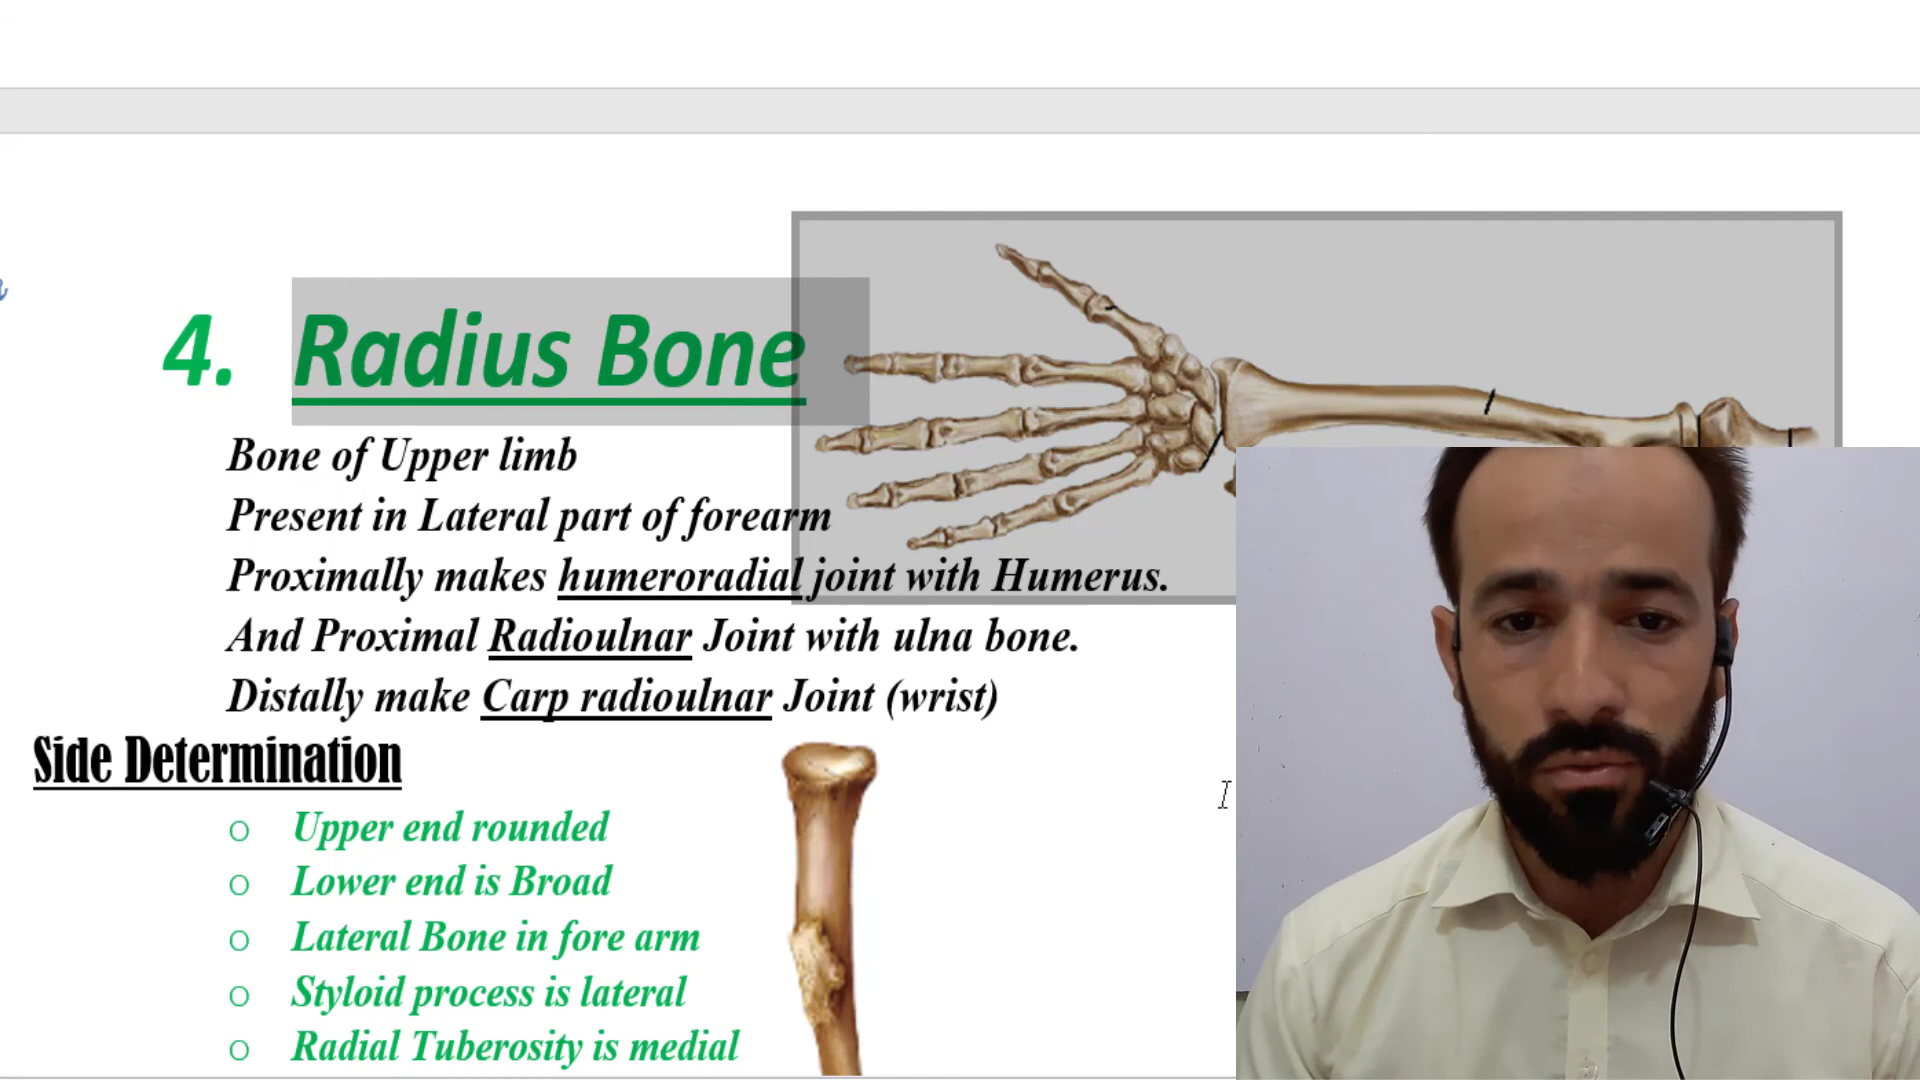 4. Radius Bone
Bone of Upper limb
Present in Lateral part of forearm
Proximally makes humeroradial joint with Humerus.
And Proximal Radioulnar Joint with ulna bone.
Distally make Carp radioulnar Joint (wrist)
Side Determination
o Upper end rounded
o Lower end is Broad
o Lateral Bone in fore arm
o Styloid process is lateral
o Radial Tuberosity is medial